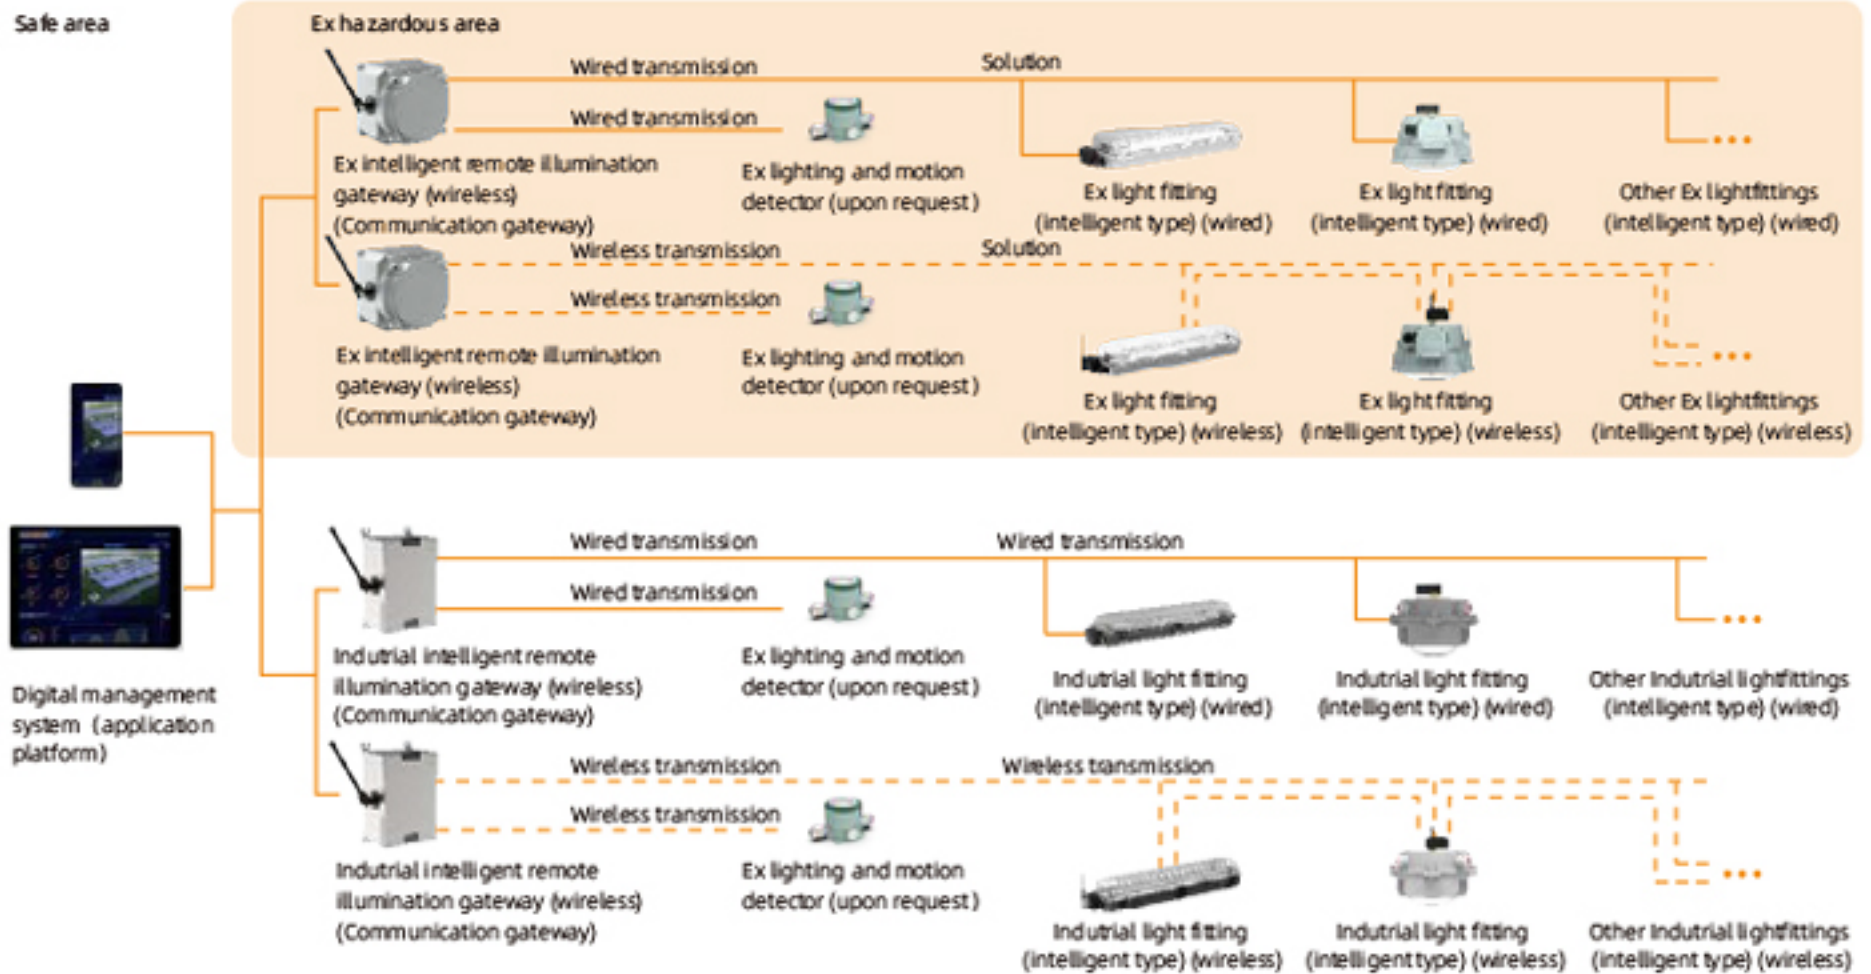 Safe area
Ex hazardous area
Wired transmission
Solution
Wired transmission
Ex intelligent remote illumination
gateway (wireless)
(Communication gateway)
Ex lighting and motion
detector (upon request)
Ex light fitting
(intelligent type) (wired)
Ex light fitting
(intelligent type) (wired)
Other Ex lightfittings
(intelligent type) (wired)
Wireless transmission
Solution
Wireless transmission
Ex intelligent remote illumination
gateway (wireless)
(Communication gateway)
Ex lighting and motion
detector (upon request)
Ex light fitting
(intelligent type) (wireless)
Ex light fitting
(intelligent type) (wireless)
Other Ex lightfittings
(intelligent type) (wireless)
Digital management
system (application
platform)
Wired transmission
Wired transmission
Wired transmission
Indutrial intelligent remote
illumination gateway (wireless)
(Communication gateway)
Ex lighting and motion
detector (upon request)
Indutrial light fitting
(intelligent type) (wired)
Indutrial light fitting
(intelligent type) (wired)
Other Indutrial lightfittings
(intelligent type) (wired)
Wireless transmission
Wireless transmission
Wireless transmission
Indutrial intelligent remote
illumination gateway (wireless)
(Communication gateway)
Ex lighting and motion
detector (upon request)
Indutrial light fitting
(intelligent type) (wireless)
Indutrial light fitting
(intelligent type) (wireless)
Other Indutrial lightfittings
(intelligent type) (wireless)